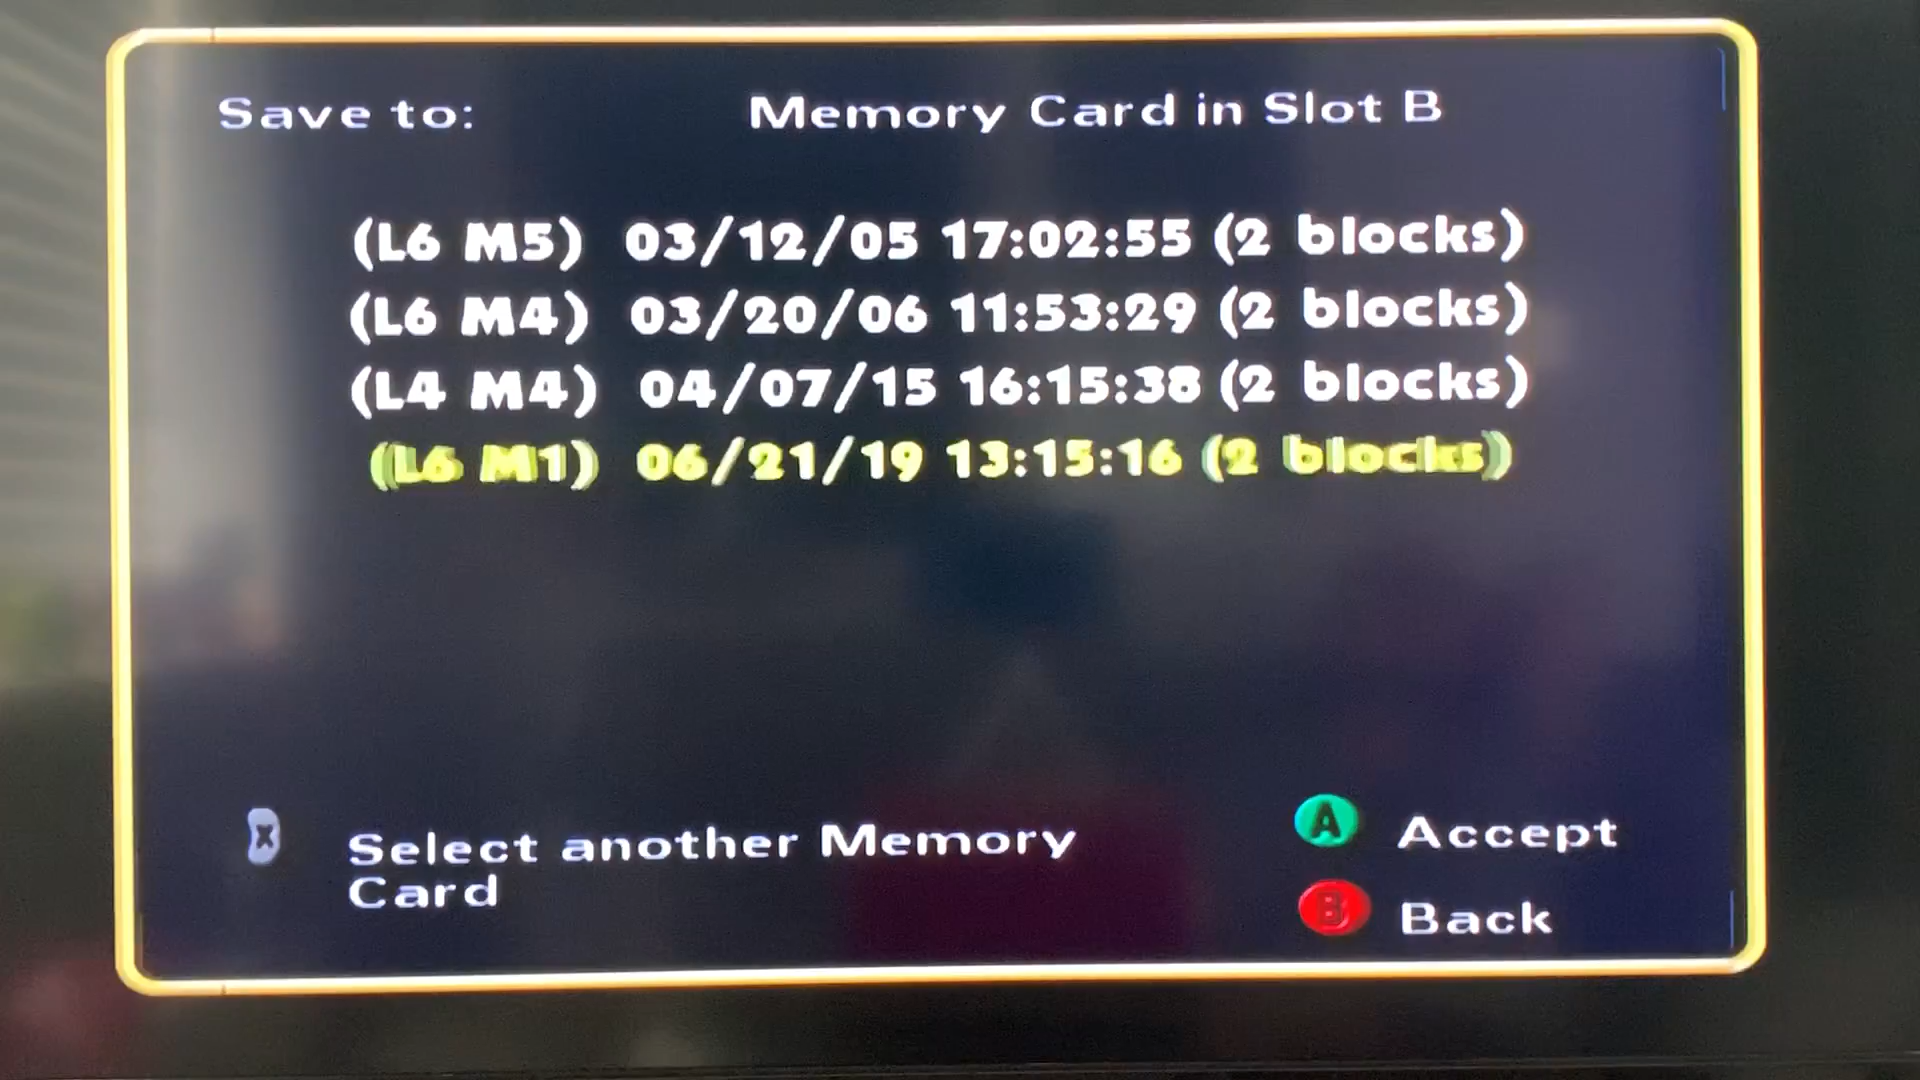 Save to: Memory Card in Slot B
(L6 M5) 03/12/05 17:02:55 (2 blocks)
(L6 M4) 03/20/06 11:53:29 (2 blocks)
(L4 M4) 04/07/15 16:15:38 (2 blocks)
(L6 M1) 06/21/19 13:15:16 (2 blocks)
X Select another Memory
Card
A Accept
B Back